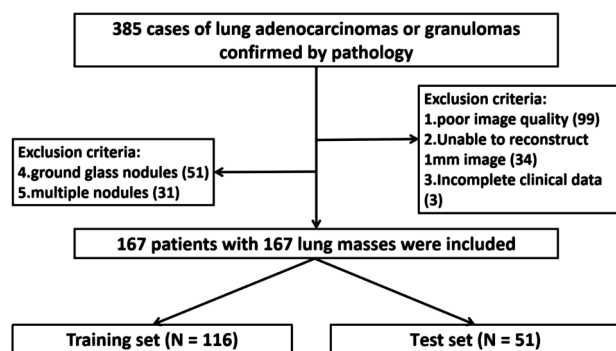 385 cases of lung adenocarcinomas or granulomas
confirmed by pathology
Exclusion criteria:
1.poor image quality (99)
2.Unable to reconstruct
1mm image (34)
3.Incomplete clinical data
(3)
Exclusion criteria:
4.ground glass nodules (51)
5.multiple nodules (31)
167 patients with 167 lung masses were included
Training set (N = 116)
Test set (N = 51)